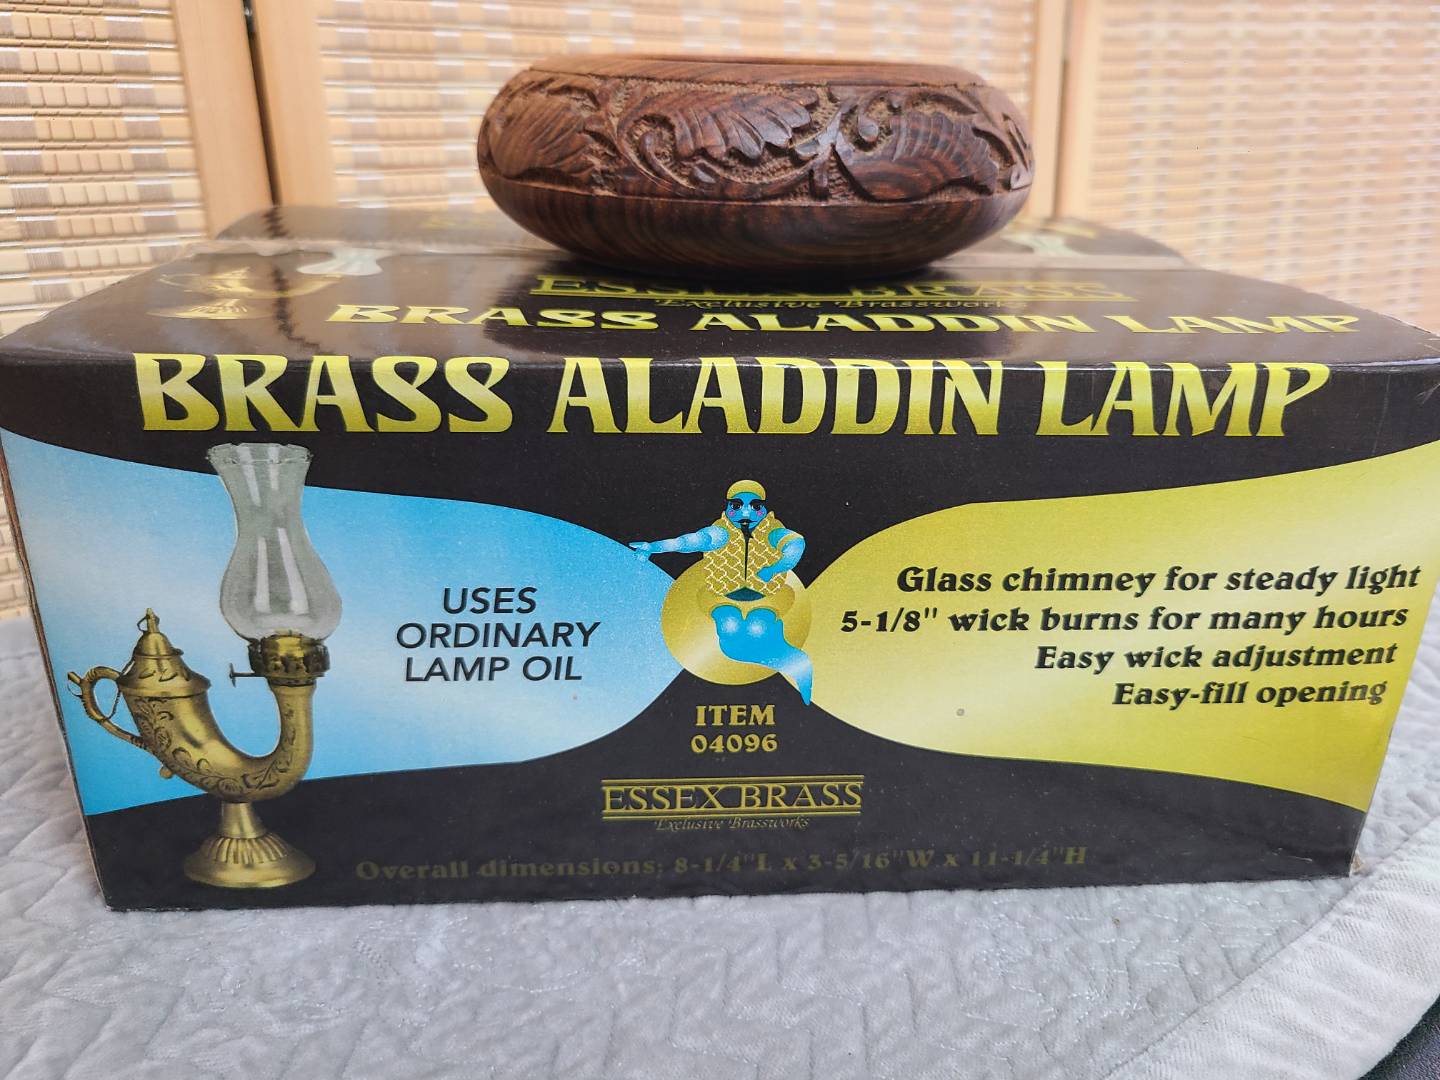 ESSEX BRASS
Exclusive Brassworks
BRASS ALADDIN LAMP
BRASS ALADDIN LAMP
USES
ORDINARY
LAMP OIL
Glass chimney for steady light
5-1/8" wick burns for many hours
Easy wick adjustment
Easy-fill opening
ITEM
04096
ESSEX BRASS
Exclusive Brassworks
Overall dimensions: 8-1/4"L x 3-5/16"W x 11-1/4"H